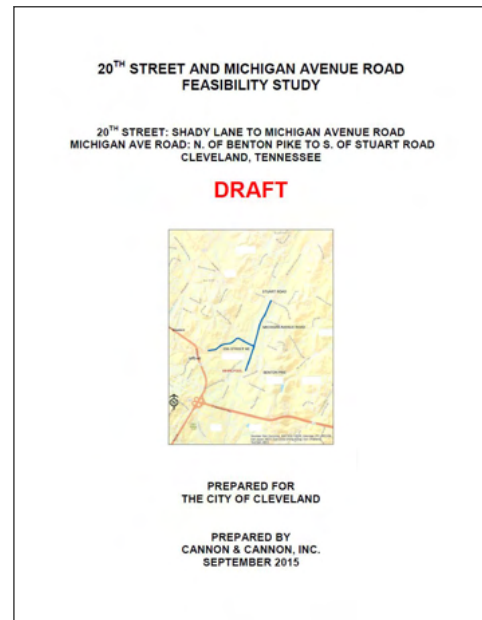 20TH STREET AND MICHIGAN AVENUE ROAD
FEASIBILITY STUDY
20TH STREET: SHADY LANE TO MICHIGAN AVENUE ROAD
MICHIGAN AVE ROAD: N. OF BENTON PIKE TO S. OF STUART ROAD
CLEVELAND, TENNESSEE
DRAFT
STUART ROAD
MICHIGAN AVENUE ROAD
BENTON PIKE
PREPARED FOR
THE CITY OF CLEVELAND
PREPARED BY
CANNON & CANNON, INC.
SEPTEMBER 2015